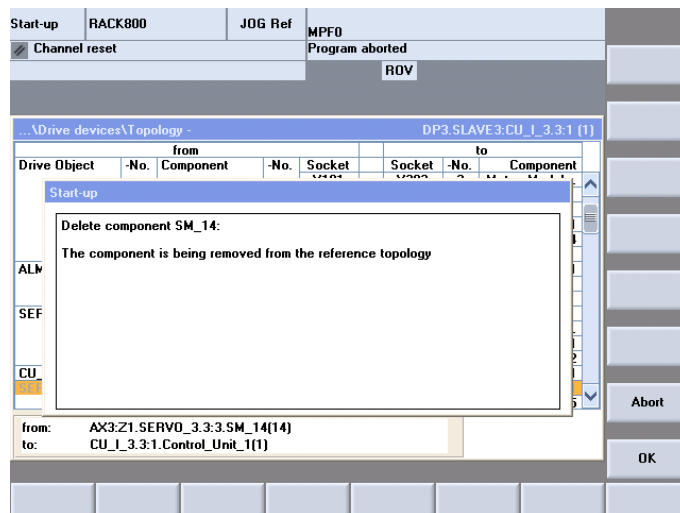 Start-up RACK800 JOG Ref MPF0
Channel reset Program aborted
ROV
...\Drive devices\Topology - DP3.SLAVE3:CU_I_3.3:1 (1)
from to
Drive Object -No. Component -No. Socket Socket -No. Component
Start-up
Delete component SM_14:
The component is being removed from the reference topology
ALM
CU_
Abort
from: AX3:Z1.SERVO_3.3:3.SM_14(14)
to: CU_I_3.3:1.Control_Unit_1(1)
OK